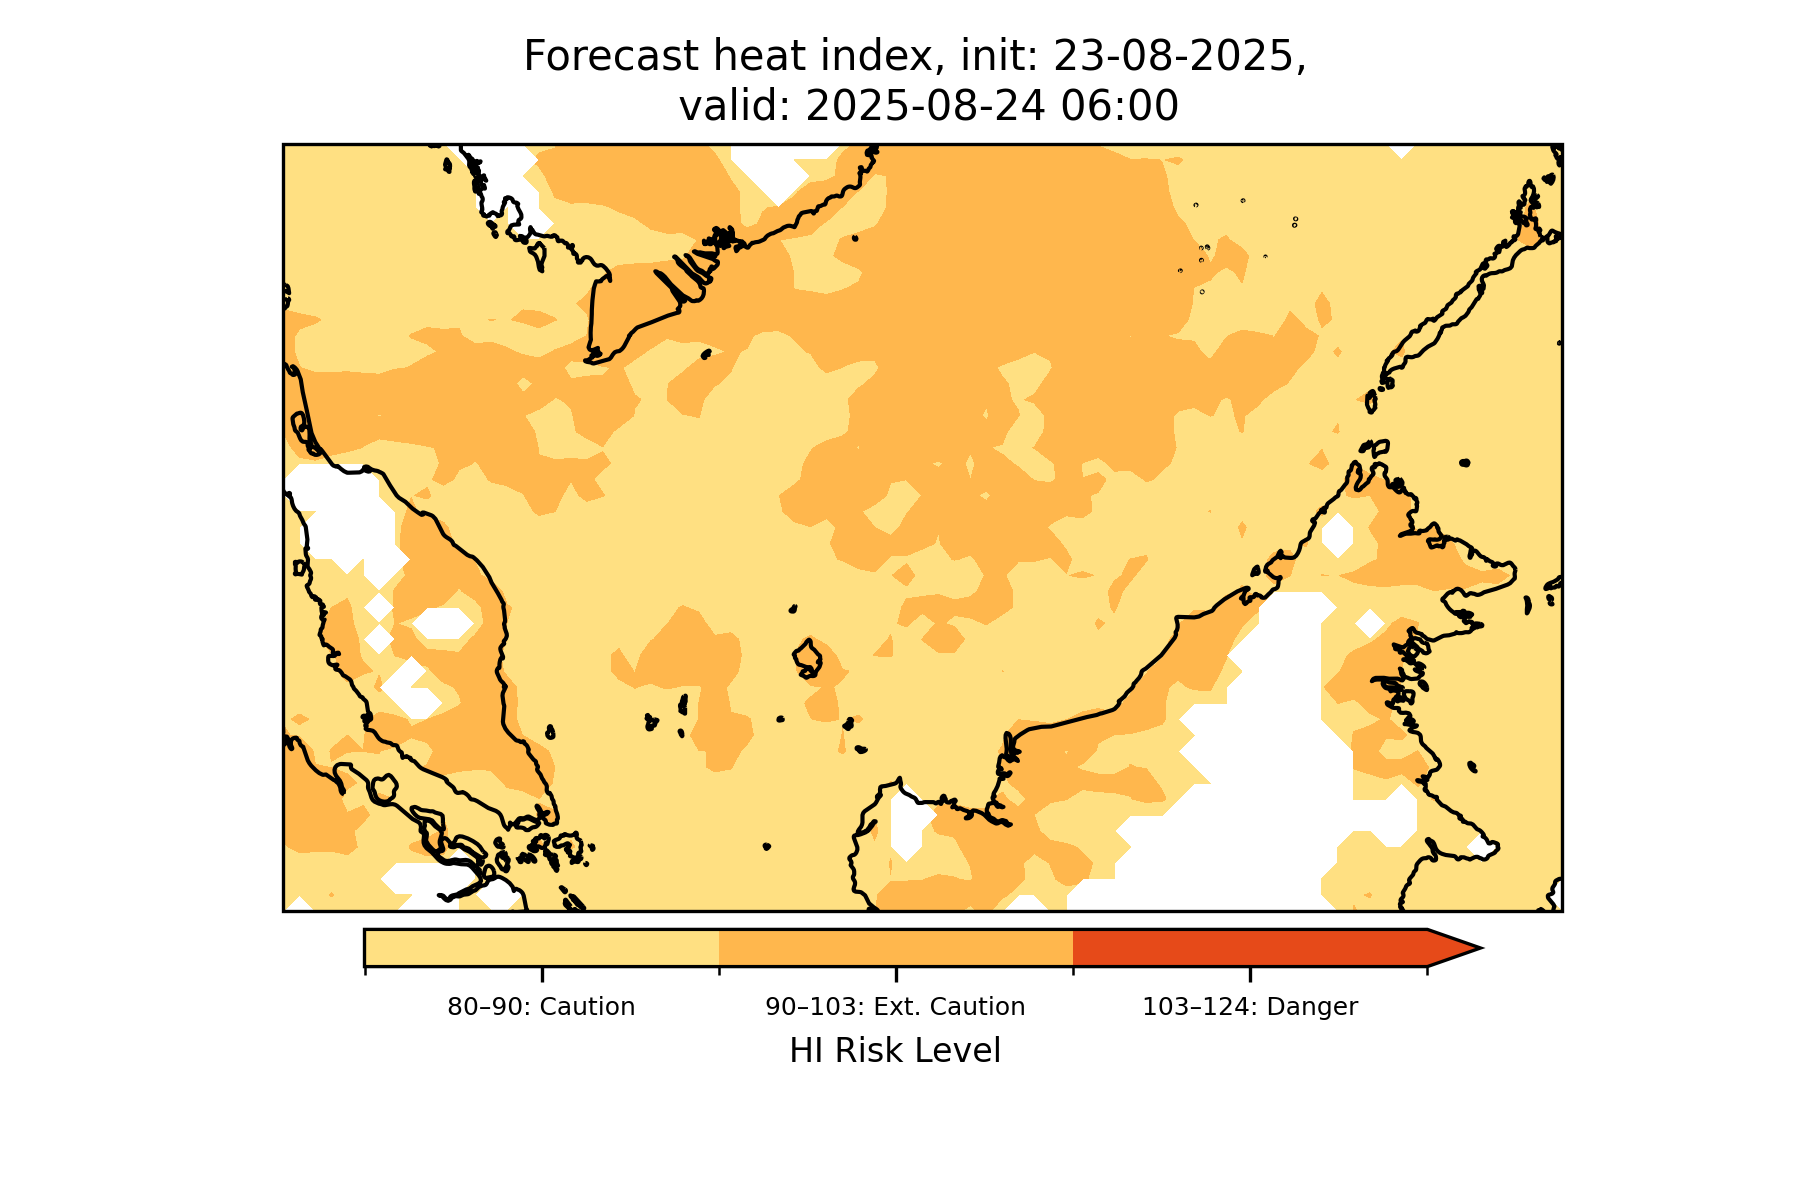 Forecast heat index, init: 23-08-2025,
valid: 2025-08-24 06:00
80–90: Caution
90–103: Ext. Caution
103–124: Danger
HI Risk Level